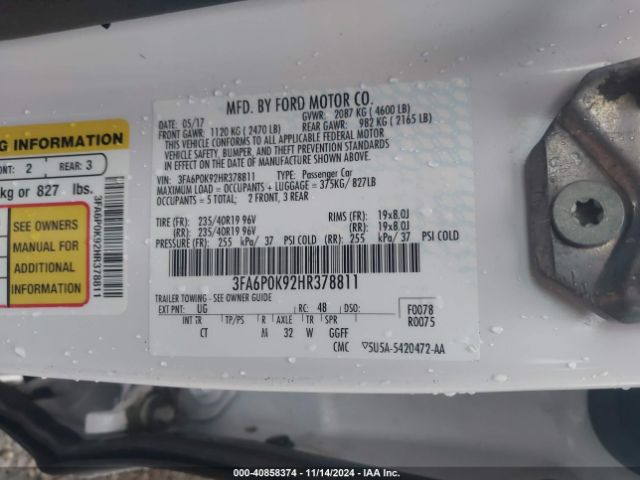 MFD. BY FORD MOTOR CO.
DATE: 05/17 GVWR: 2087 KG ( 4600 LB)
FRONT GAWR: 1120 KG ( 2470 LB) REAR GAWR: 982 KG ( 2165 LB)
THIS VEHICLE CONFORMS TO ALL APPLICABLE FEDERAL MOTOR
VEHICLE SAFETY, BUMPER, AND THEFT PREVENTION STANDARDS
IN EFFECT ON THE DATE OF MANUFACTURE SHOWN ABOVE.
VIN: 3FA6P0K92HR378811 TYPE: Passenger Car
MAXIMUM LOAD = OCCUPANTS + LUGGAGE = 375KG/ 827LB
OCCUPANTS = 5 TOTAL; 2 FRONT, 3 REAR
TIRE (FR): 235/40R19 96V RIMS (FR): 19x8.0J
(RR): 235/40R19 96V (RR): 19x8.0J
PRESSURE (FR): 255 kPa/ 37 PSI COLD (RR): 255 kPa/ 37 PSI COLD
3FA6P0K92HR378811
TRAILER TOWING - SEE OWNER GUIDE
EXT PNT: UG RC: 48 DSO: F0078
R0075
INT TR TP/PS R AXLE TR SPR
CT M 32 W GGFF
CMC ▽SU5A-5420472-AA
G INFORMATION
ONT: 2 REAR: 3
kg or 827 lbs.
SEE OWNERS
MANUAL FOR
ADDITIONAL
INFORMATION
3FA6P0K92HR378811
000-40858374 | 11/14/2024 | IAAI.COM